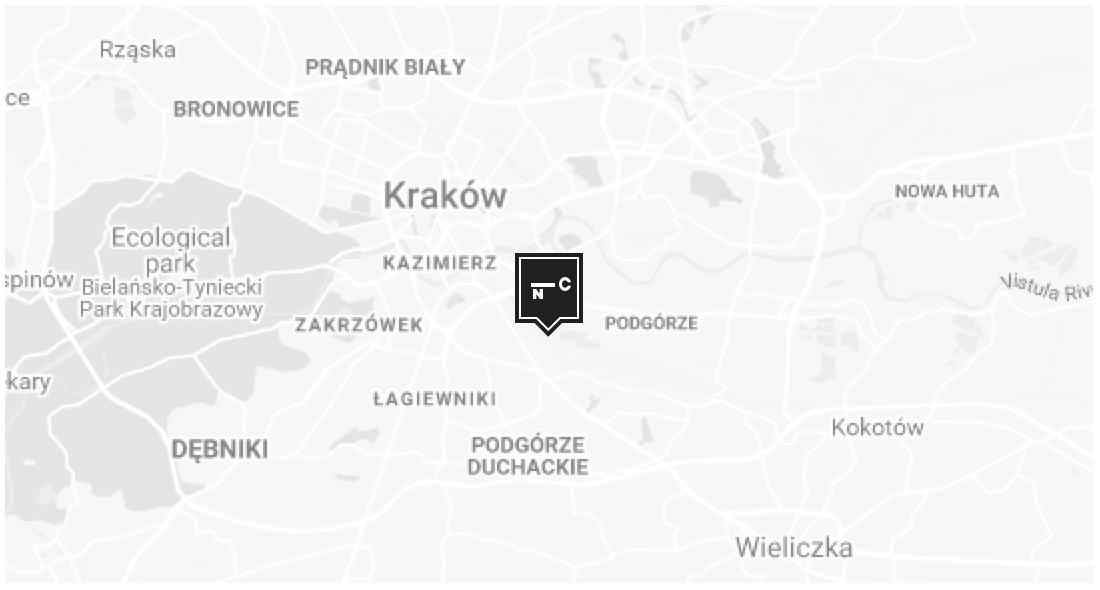 Rząska
PRĄDNIK BIAŁY
ce
BRONOWICE
Kraków
NOWA HUTA
Ecological
park
Bielańsko-Tyniecki
Park Krajobrazowy
KAZIMIERZ
spinów
C
N
Vistula Riv
ZAKRZÓWEK
PODGÓRZE
kary
ŁAGIEWNIKI
Kokotów
DĘBNIKI
PODGÓRZE
DUCHACKIE
Wieliczka